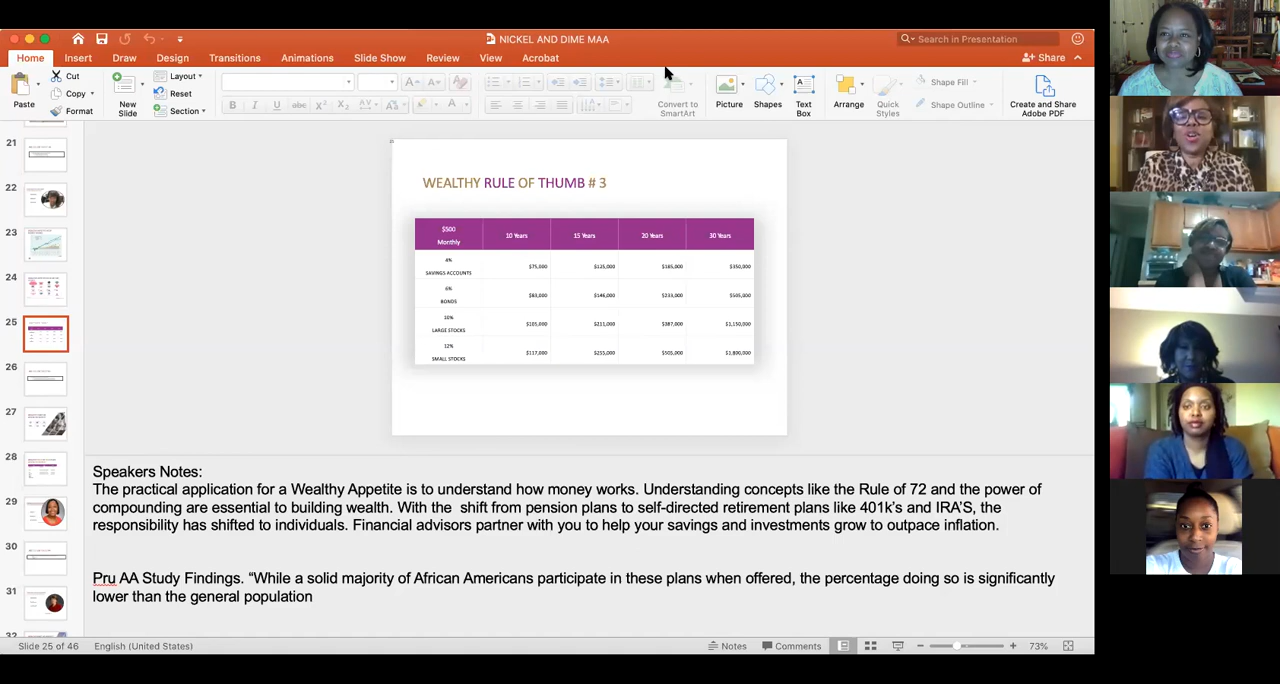 NICKEL AND DIME MAA
Search in Presentation
Home Insert Draw Design Transitions Animations Slide Show Review View Acrobat
Share
Paste
Cut
Copy
Format
New Slide
Layout
Reset
Section
Convert to SmartArt
Picture
Shapes
Text Box
Arrange
Quick Styles
Shape Fill
Shape Outline
Create and Share Adobe PDF
21
22
23
24
25
26
27
28
29
30
31
32
WEALTHY RULE OF THUMB # 3
$500 Monthly 10 Years 15 Years 20 Years 30 Years
4% SAVINGS ACCOUNTS $75,000 $125,000 $185,000 $350,000
6% BONDS $83,000 $146,000 $233,000 $505,000
10% LARGE STOCKS $105,000 $211,000 $387,000 $1,150,000
12% SMALL STOCKS $117,000 $255,000 $505,000 $1,800,000
Speakers Notes:
The practical application for a Wealthy Appetite is to understand how money works. Understanding concepts like the Rule of 72 and the power of
compounding are essential to building wealth. With the shift from pension plans to self-directed retirement plans like 401k's and IRA'S, the
responsibility has shifted to individuals. Financial advisors partner with you to help your savings and investments grow to outpace inflation.
Pru AA Study Findings. “While a solid majority of African Americans participate in these plans when offered, the percentage doing so is significantly
lower than the general population
Slide 25 of 46 English (United States) Notes Comments 73%